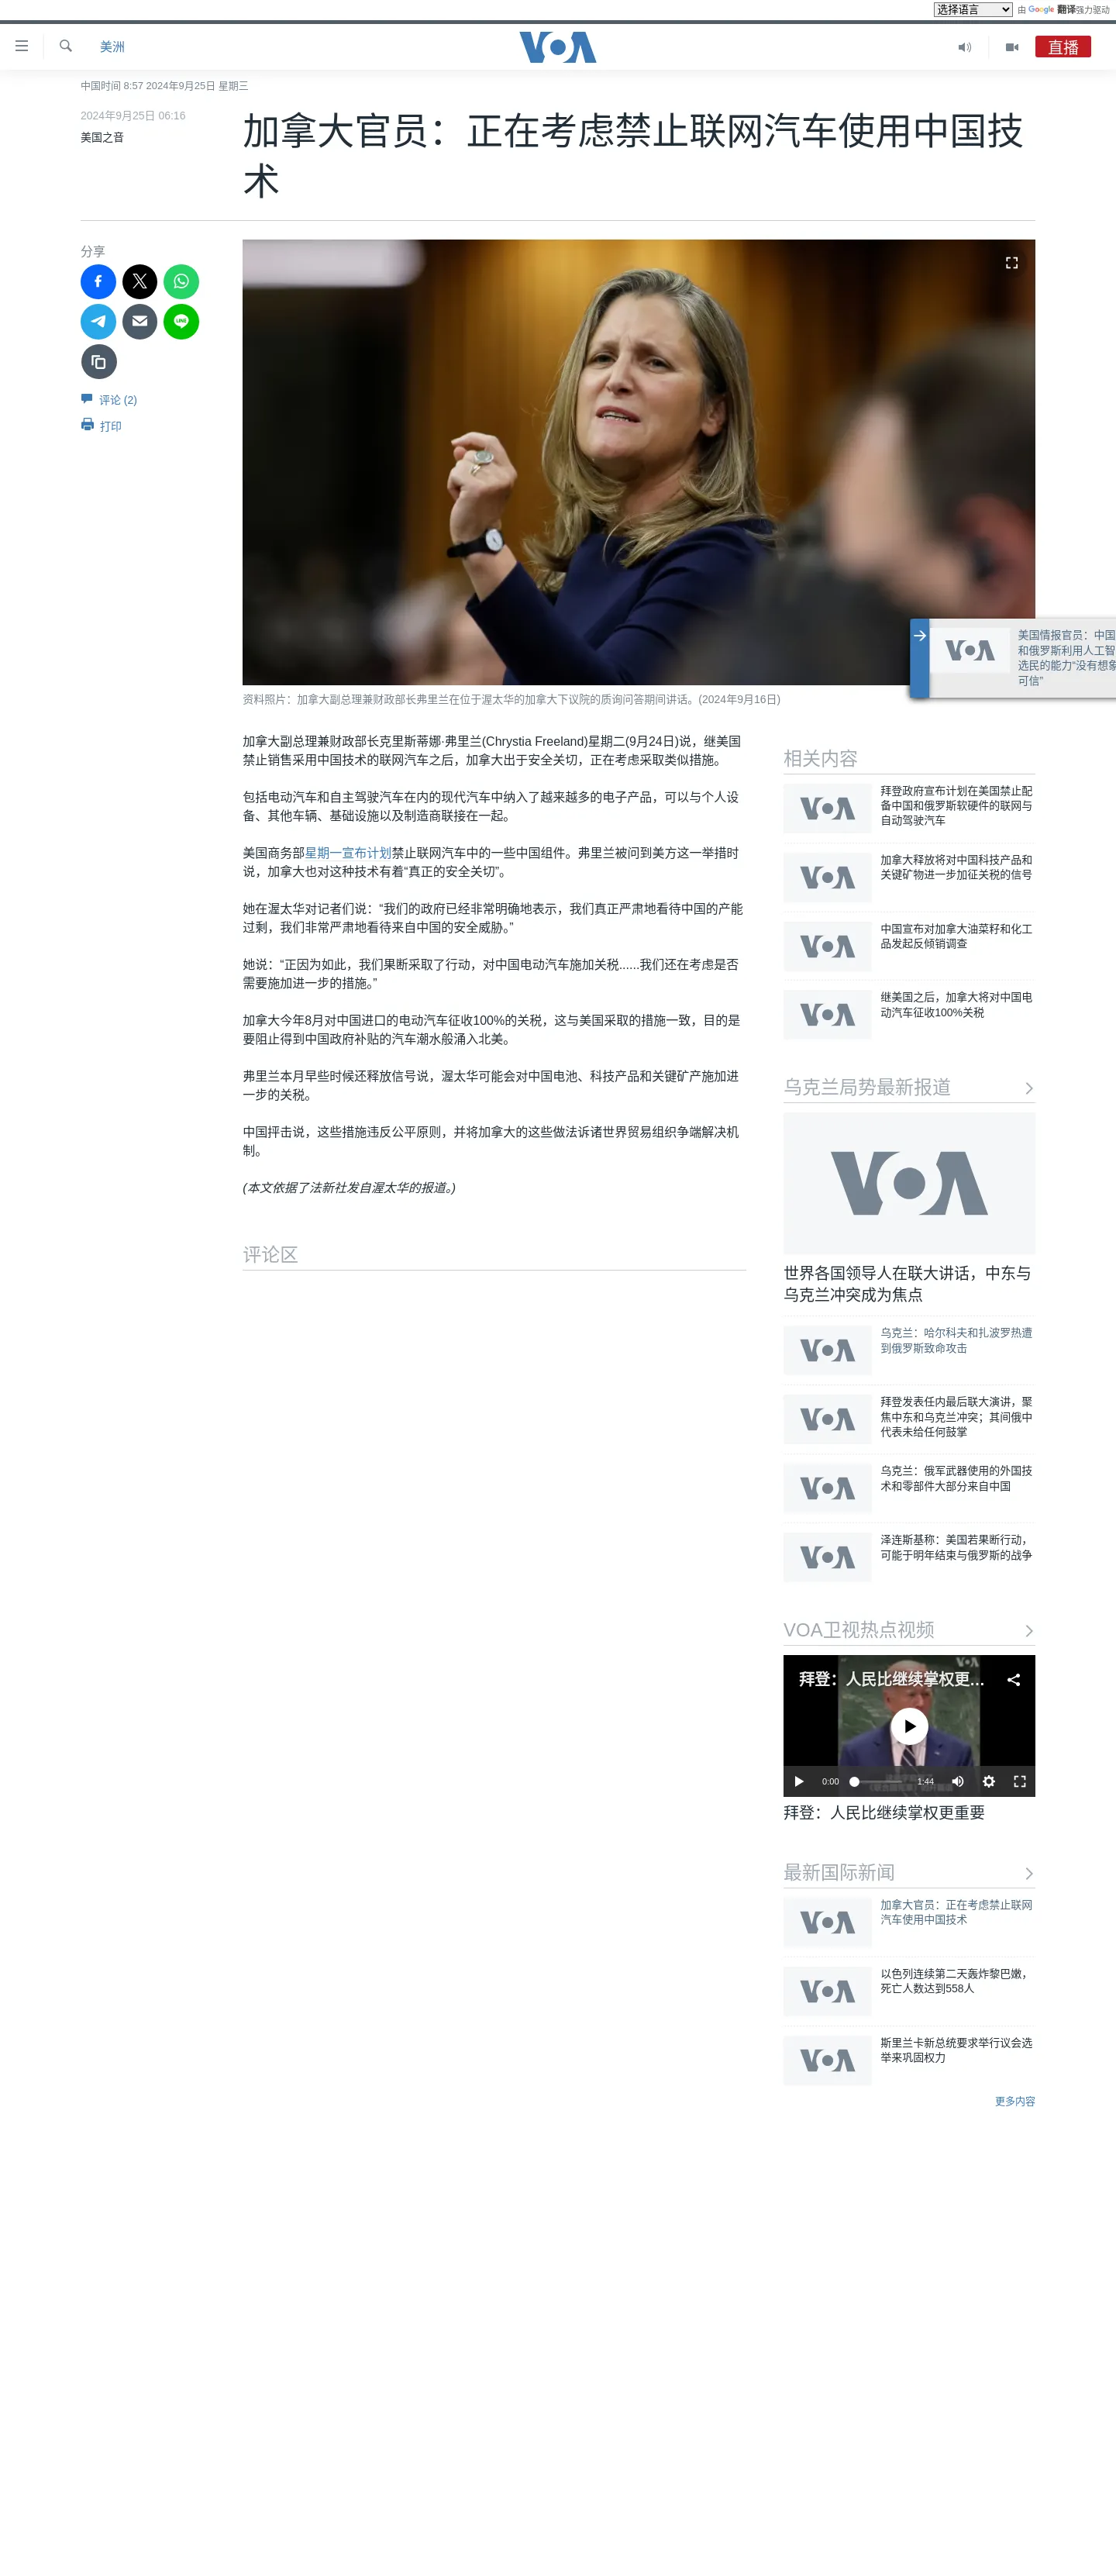 选择语言
由 Google 翻译强力驱动
美洲
VOA
直播
中国时间 8:57 2024年9月25日 星期三
2024年9月25日 06:16
美国之音
加拿大官员：正在考虑禁止联网汽车使用中国技
术
分享
评论 (2)
打印
美国情报官员：中国
和俄罗斯利用人工智
选民的能力“没有想象
可信”
资料照片：加拿大副总理兼财政部长弗里兰在位于渥太华的加拿大下议院的质询问答期间讲话。(2024年9月16日)
加拿大副总理兼财政部长克里斯蒂娜·弗里兰(Chrystia Freeland)星期二(9月24日)说，继美国
禁止销售采用中国技术的联网汽车之后，加拿大出于安全关切，正在考虑采取类似措施。
包括电动汽车和自主驾驶汽车在内的现代汽车中纳入了越来越多的电子产品，可以与个人设
备、其他车辆、基础设施以及制造商联接在一起。
美国商务部星期一宣布计划禁止联网汽车中的一些中国组件。弗里兰被问到美方这一举措时
说，加拿大也对这种技术有着“真正的安全关切”。
她在渥太华对记者们说：“我们的政府已经非常明确地表示，我们真正严肃地看待中国的产能
过剩，我们非常严肃地看待来自中国的安全威胁。”
她说：“正因为如此，我们果断采取了行动，对中国电动汽车施加关税......我们还在考虑是否
需要施加进一步的措施。”
加拿大今年8月对中国进口的电动汽车征收100%的关税，这与美国采取的措施一致，目的是
要阻止得到中国政府补贴的汽车潮水般涌入北美。
弗里兰本月早些时候还释放信号说，渥太华可能会对中国电池、科技产品和关键矿产施加进
一步的关税。
中国抨击说，这些措施违反公平原则，并将加拿大的这些做法诉诸世界贸易组织争端解决机
制。
(本文依据了法新社发自渥太华的报道。)
评论区
相关内容
拜登政府宣布计划在美国禁止配
备中国和俄罗斯软硬件的联网与
自动驾驶汽车
加拿大释放将对中国科技产品和
关键矿物进一步加征关税的信号
中国宣布对加拿大油菜籽和化工
品发起反倾销调查
继美国之后，加拿大将对中国电
动汽车征收100%关税
乌克兰局势最新报道
VOA
世界各国领导人在联大讲话，中东与
乌克兰冲突成为焦点
乌克兰：哈尔科夫和扎波罗热遭
到俄罗斯致命攻击
拜登发表任内最后联大演讲，聚
焦中东和乌克兰冲突；其间俄中
代表未给任何鼓掌
乌克兰：俄军武器使用的外国技
术和零部件大部分来自中国
泽连斯基称：美国若果断行动，
可能于明年结束与俄罗斯的战争
VOA卫视热点视频
拜登：人民比继续掌权更...
0:00
1:44
拜登：人民比继续掌权更重要
最新国际新闻
加拿大官员：正在考虑禁止联网
汽车使用中国技术
以色列连续第二天轰炸黎巴嫩，
死亡人数达到558人
斯里兰卡新总统要求举行议会选
举来巩固权力
更多内容